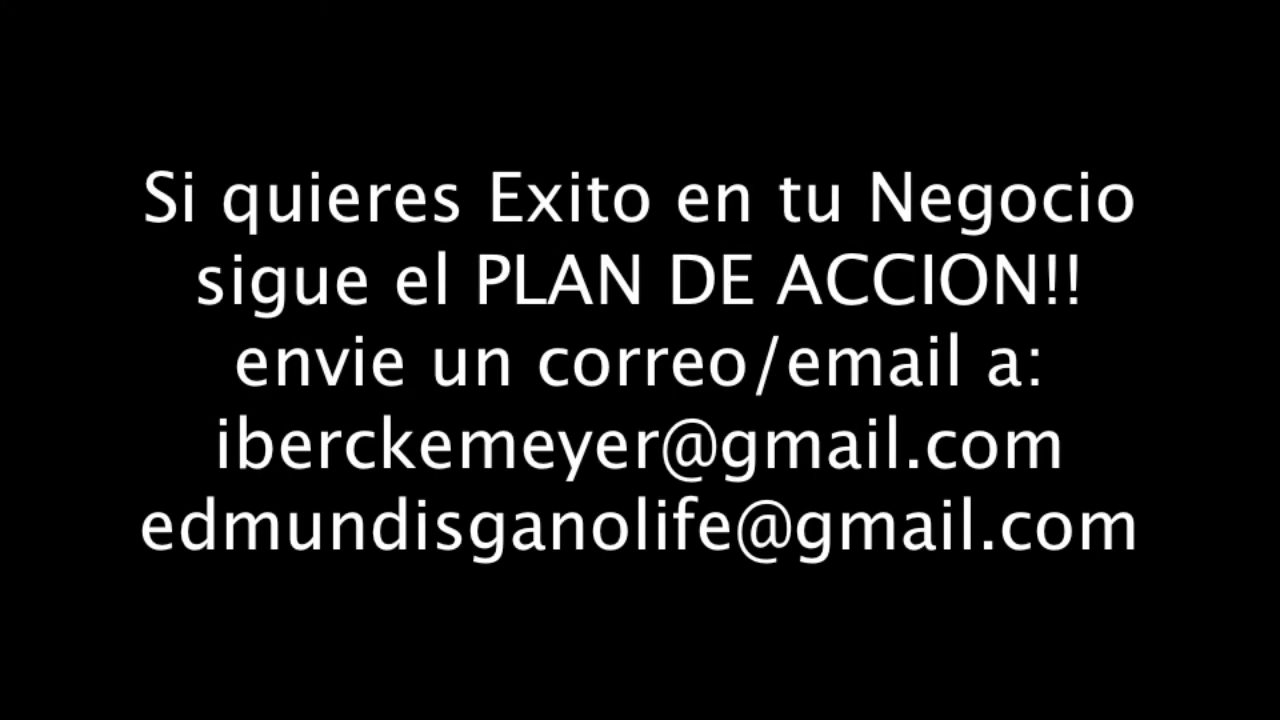 Si quieres Exito en tu Negocio
sigue el PLAN DE ACCION!!
envie un correo/email a:
iberckemeyer@gmail.com
edmundisganolife@gmail.com